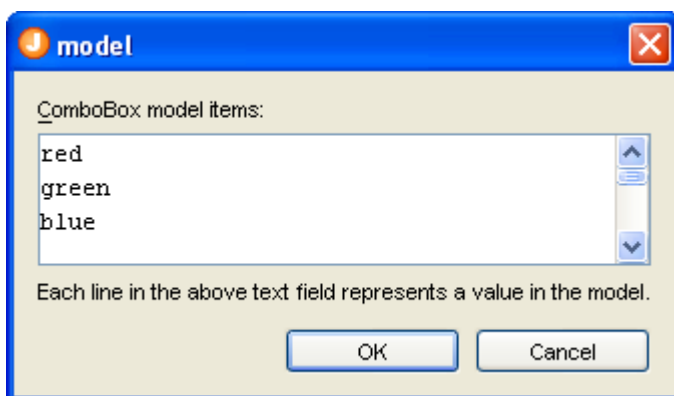 model
ComboBox model items:
red
green
blue
Each line in the above text field represents a value in the model.
OK
Cancel